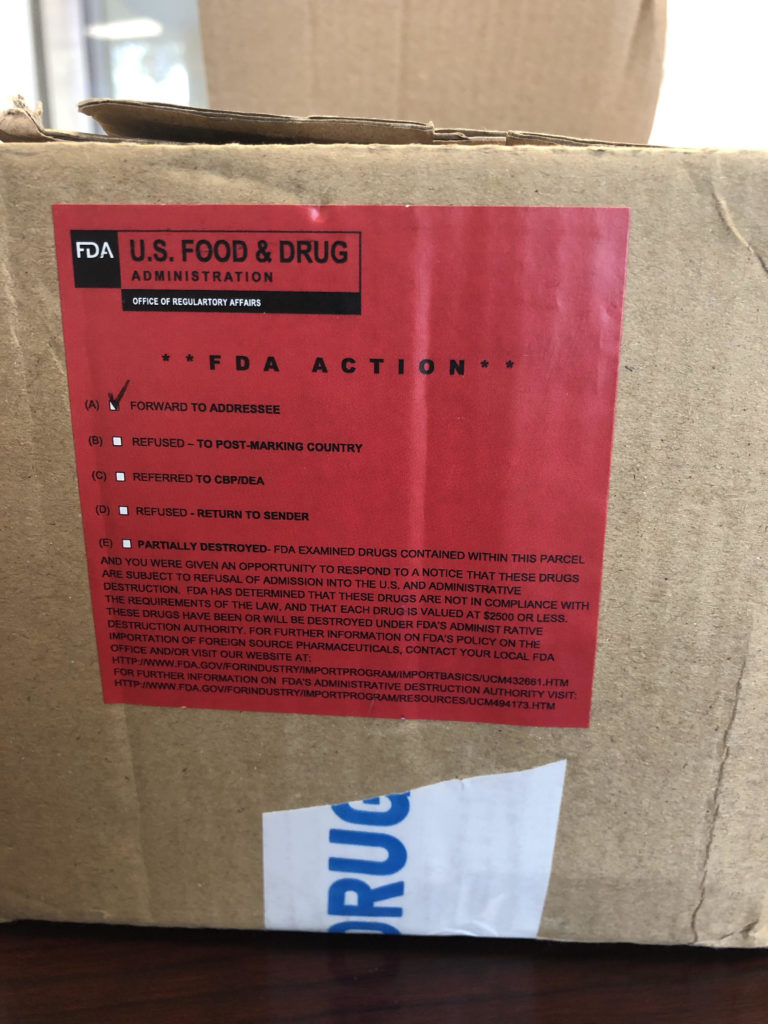 FDA U.S. FOOD & DRUG
ADMINISTRATION
OFFICE OF REGULARTORY AFFAIRS
**FDA ACTION**
(A) FORWARD TO ADDRESSEE
(B) REFUSED – TO POST-MARKING COUNTRY
(C) REFERRED TO CBP/DEA
(D) REFUSED - RETURN TO SENDER
(E) PARTIALLY DESTROYED- FDA EXAMINED DRUGS CONTAINED WITHIN THIS PARCEL
AND YOU WERE GIVEN AN OPPORTUNITY TO RESPOND TO A NOTICE THAT THESE DRUGS
ARE SUBJECT TO REFUSAL OF ADMISSION INTO THE U.S. AND ADMINISTRATIVE
DESTRUCTION. FDA HAS DETERMINED THAT THESE DRUGS ARE NOT IN COMPLIANCE WITH
THE REQUIREMENTS OF THE LAW, AND THAT EACH DRUG IS VALUED AT $2500 OR LESS.
THESE DRUGS HAVE BEEN OR WILL BE DESTROYED UNDER FDA'S ADMINIST RATIVE
DESTRUCTION AUTHORITY. FOR FURTHER INFORMATION ON FDA'S POLICY ON THE
IMPORTATION OF FOREIGN SOURCE PHARMACEUTICALS, CONTACT YOUR LOCAL FDA
OFFICE AND/OR VISIT OUR WEBSITE AT:
HTTP://WWW.FDA.GOV/FORINDUSTRY/IMPORTPROGRAM/IMPORTBASICS/UCM432661.HTM
FOR FURTHER INFORMATION ON FDA'S ADMINISTRATIVE DESTRUCTION AUTHORITY VISIT:
HTTP://WWW.FDA.GOV/FORINDUSTRY/IMPORTPROGRAM/RESOURCES/UCM494173.HTM
DRUG